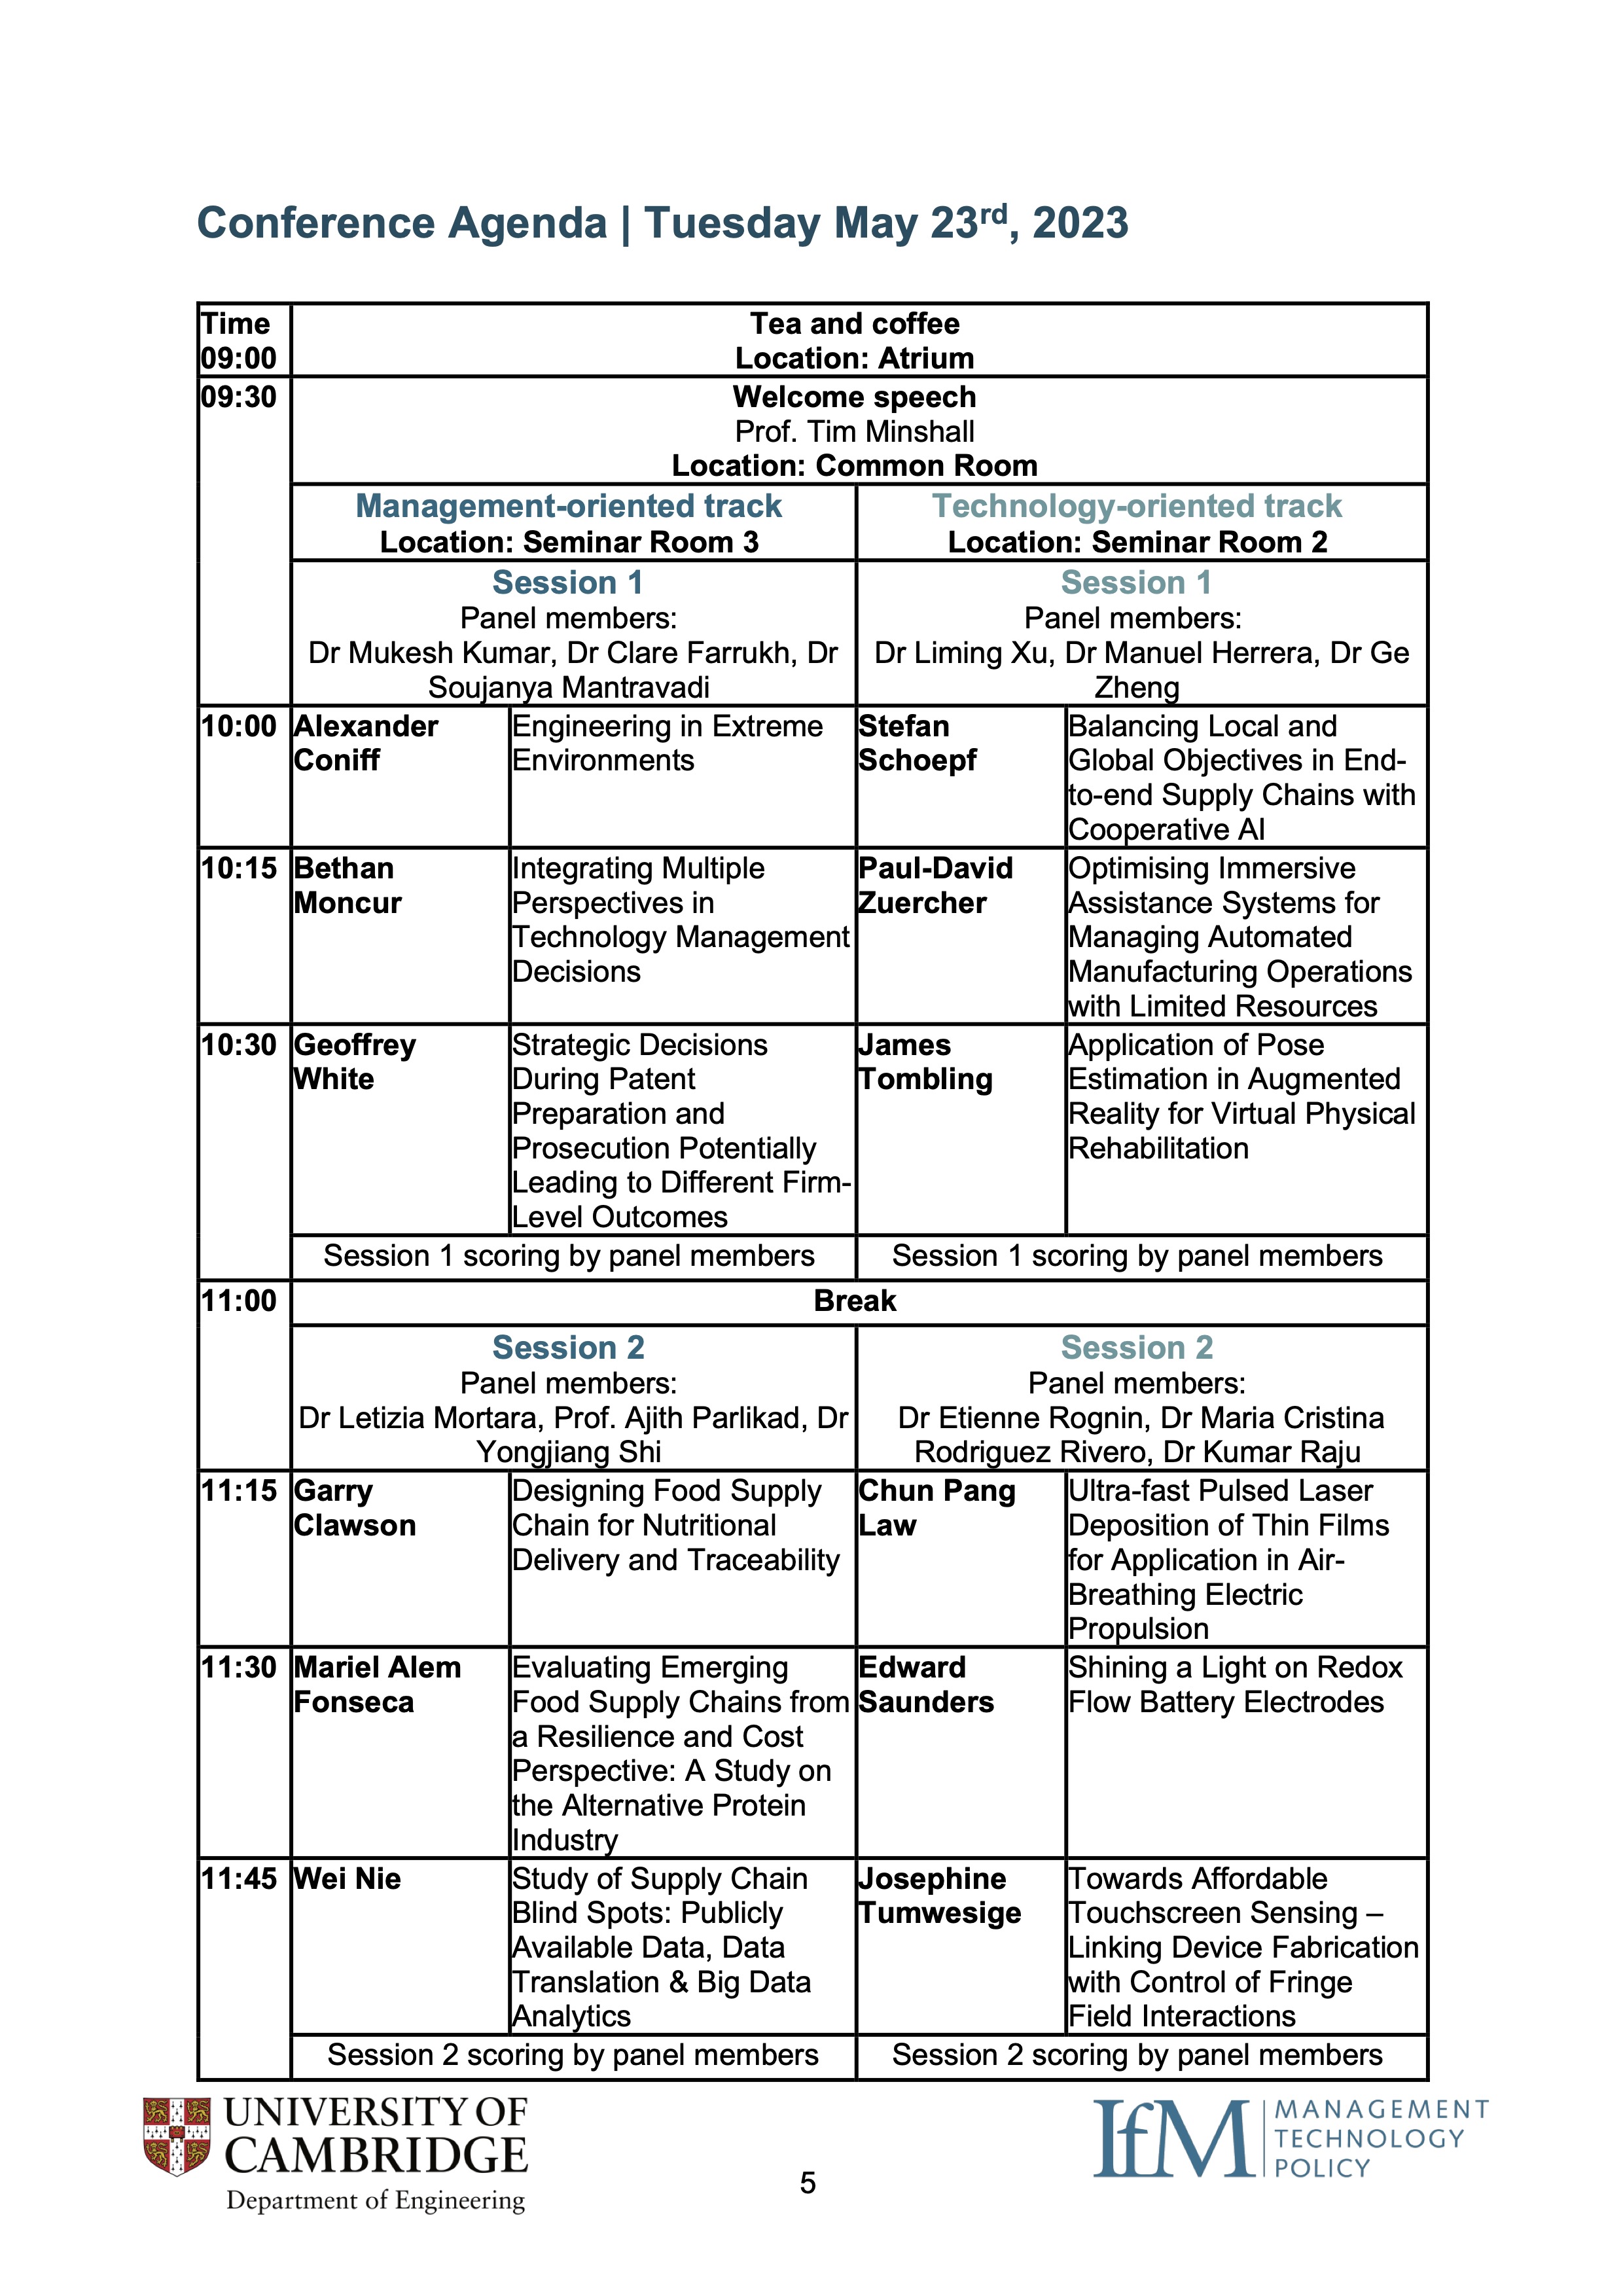 Conference Agenda | Tuesday May 23rd, 2023
Time
09:00
Tea and coffee
Location: Atrium
09:30
Welcome speech
Prof. Tim Minshall
Location: Common Room
Management-oriented track
Location: Seminar Room 3
Technology-oriented track
Location: Seminar Room 2
Session 1
Panel members:
Dr Mukesh Kumar, Dr Clare Farrukh, Dr
Soujanya Mantravadi
Session 1
Panel members:
Dr Liming Xu, Dr Manuel Herrera, Dr Ge
Zheng
10:00
Alexander
Coniff
Engineering in Extreme
Environments
Stefan
Schoepf
Balancing Local and
Global Objectives in End-
to-end Supply Chains with
Cooperative AI
10:15
Bethan
Moncur
Integrating Multiple
Perspectives in
Technology Management
Decisions
Paul-David
Zuercher
Optimising Immersive
Assistance Systems for
Managing Automated
Manufacturing Operations
with Limited Resources
10:30
Geoffrey
White
Strategic Decisions
During Patent
Preparation and
Prosecution Potentially
Leading to Different Firm-
Level Outcomes
James
Tombling
Application of Pose
Estimation in Augmented
Reality for Virtual Physical
Rehabilitation
Session 1 scoring by panel members
Session 1 scoring by panel members
11:00
Break
Session 2
Panel members:
Dr Letizia Mortara, Prof. Ajith Parlikad, Dr
Yongjiang Shi
Session 2
Panel members:
Dr Etienne Rognin, Dr Maria Cristina
Rodriguez Rivero, Dr Kumar Raju
11:15
Garry
Clawson
Designing Food Supply
Chain for Nutritional
Delivery and Traceability
Chun Pang
Law
Ultra-fast Pulsed Laser
Deposition of Thin Films
for Application in Air-
Breathing Electric
Propulsion
11:30
Mariel Alem
Fonseca
Evaluating Emerging
Food Supply Chains from
a Resilience and Cost
Perspective: A Study on
the Alternative Protein
Industry
Edward
Saunders
Shining a Light on Redox
Flow Battery Electrodes
11:45
Wei Nie
Study of Supply Chain
Blind Spots: Publicly
Available Data, Data
Translation & Big Data
Analytics
Josephine
Tumwesige
Towards Affordable
Touchscreen Sensing –
Linking Device Fabrication
with Control of Fringe
Field Interactions
Session 2 scoring by panel members
Session 2 scoring by panel members
UNIVERSITY OF
CAMBRIDGE
Department of Engineering
5
IfM
MANAGEMENT
TECHNOLOGY
POLICY